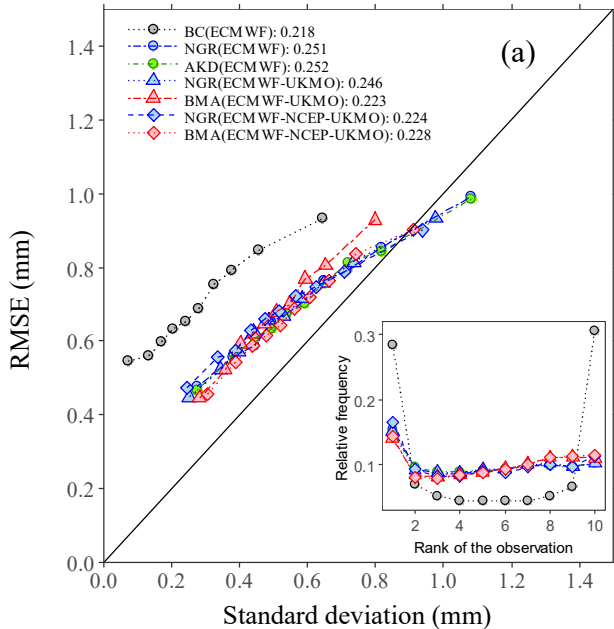 (a)
BC(ECMWF): 0.218
NGR(ECMWF): 0.251
AKD(ECMWF): 0.252
NGR(ECMWF-UKMO): 0.246
BMA(ECMWF-UKMO): 0.223
NGR(ECMWF-NCEP-UKMO): 0.224
BMA(ECMWF-NCEP-UKMO): 0.228
RMSE (mm)
1.4
1.2
1.0
0.8
0.6
0.4
0.2
0.0
0.0 0.2 0.4 0.6 0.8 1.0 1.2 1.4
Standard deviation (mm)
Relative frequency
0.3
0.2
0.1
2 4 6 8 10
Rank of the observation